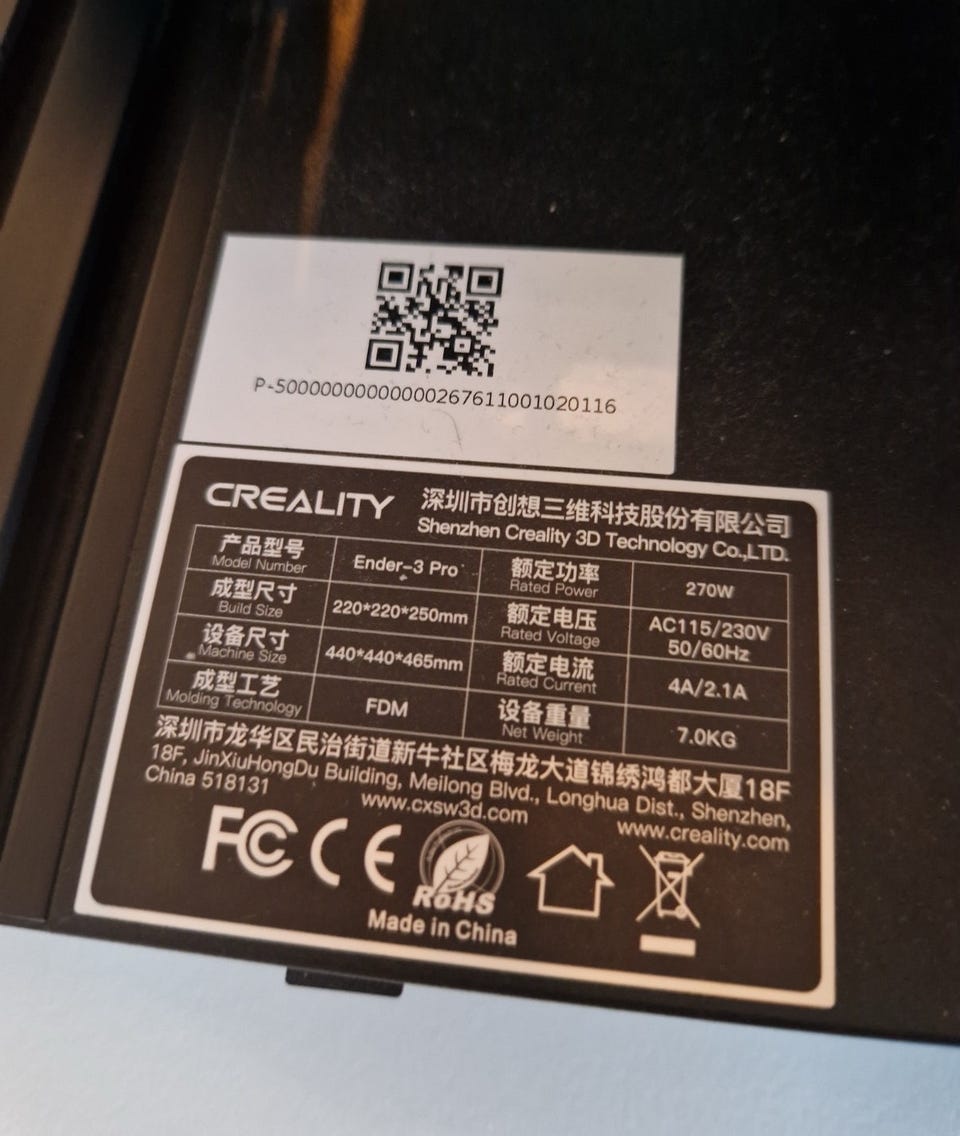 P-5000000000000267611001020116
CREALITY 深圳市创想三维科技股份有限公司
Shenzhen Creality 3D Technology Co.,LTD.
产品型号 Ender-3 Pro 额定功率 270W
Model Number Rated Power
成型尺寸 220*220*250mm 额定电压 AC115/230V
Build Size Rated Voltage 50/60Hz
设备尺寸 440*440*465mm 额定电流 4A/2.1A
Machine Size Rated Current
成型工艺 FDM 设备重量 7.0KG
Molding Technology Net Weight
深圳市龙华区民治街道新牛社区梅龙大道锦绣鸿都大厦18F
18F, JinXiuHongDu Building, Meilong Blvd., Longhua Dist., Shenzhen,
China 518131
www.cxsw3d.com www.creality.com
FC CE RoHS
Made in China